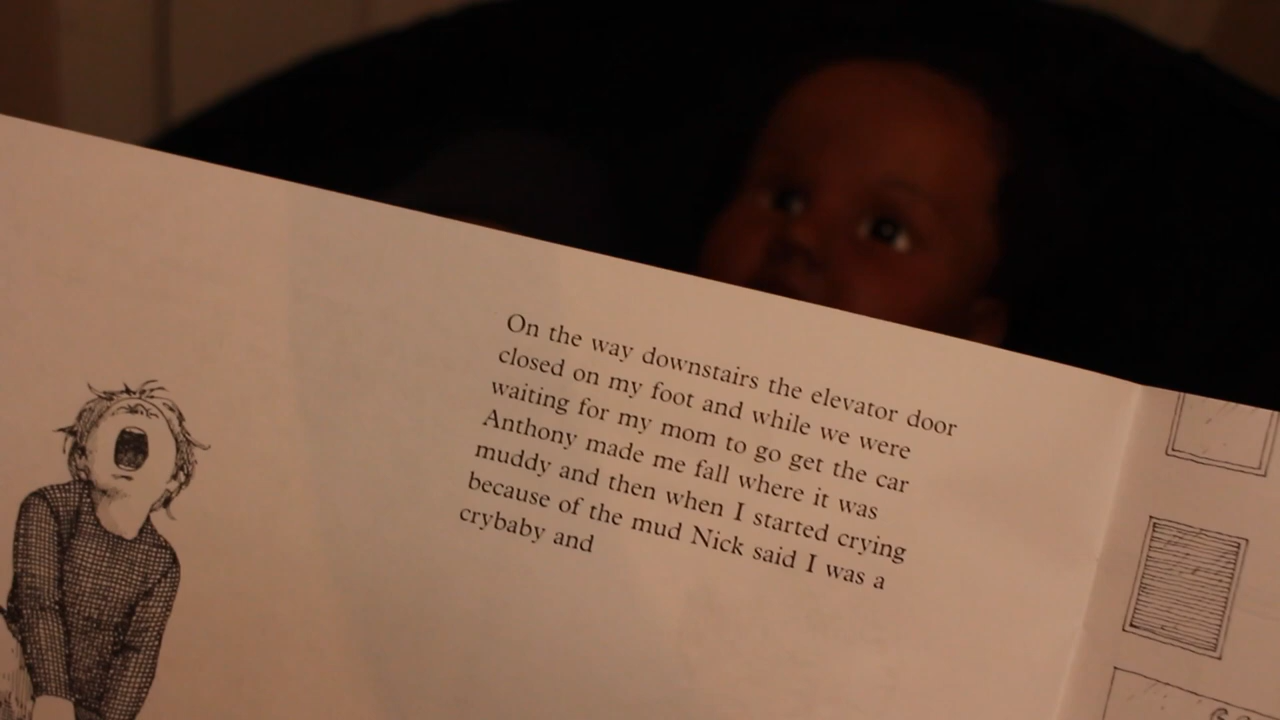 On the way downstairs the elevator door
closed on my foot and while we were
waiting for my mom to go get the car
Anthony made me fall where it was
muddy and then when I started crying
because of the mud Nick said I was a
crybaby and